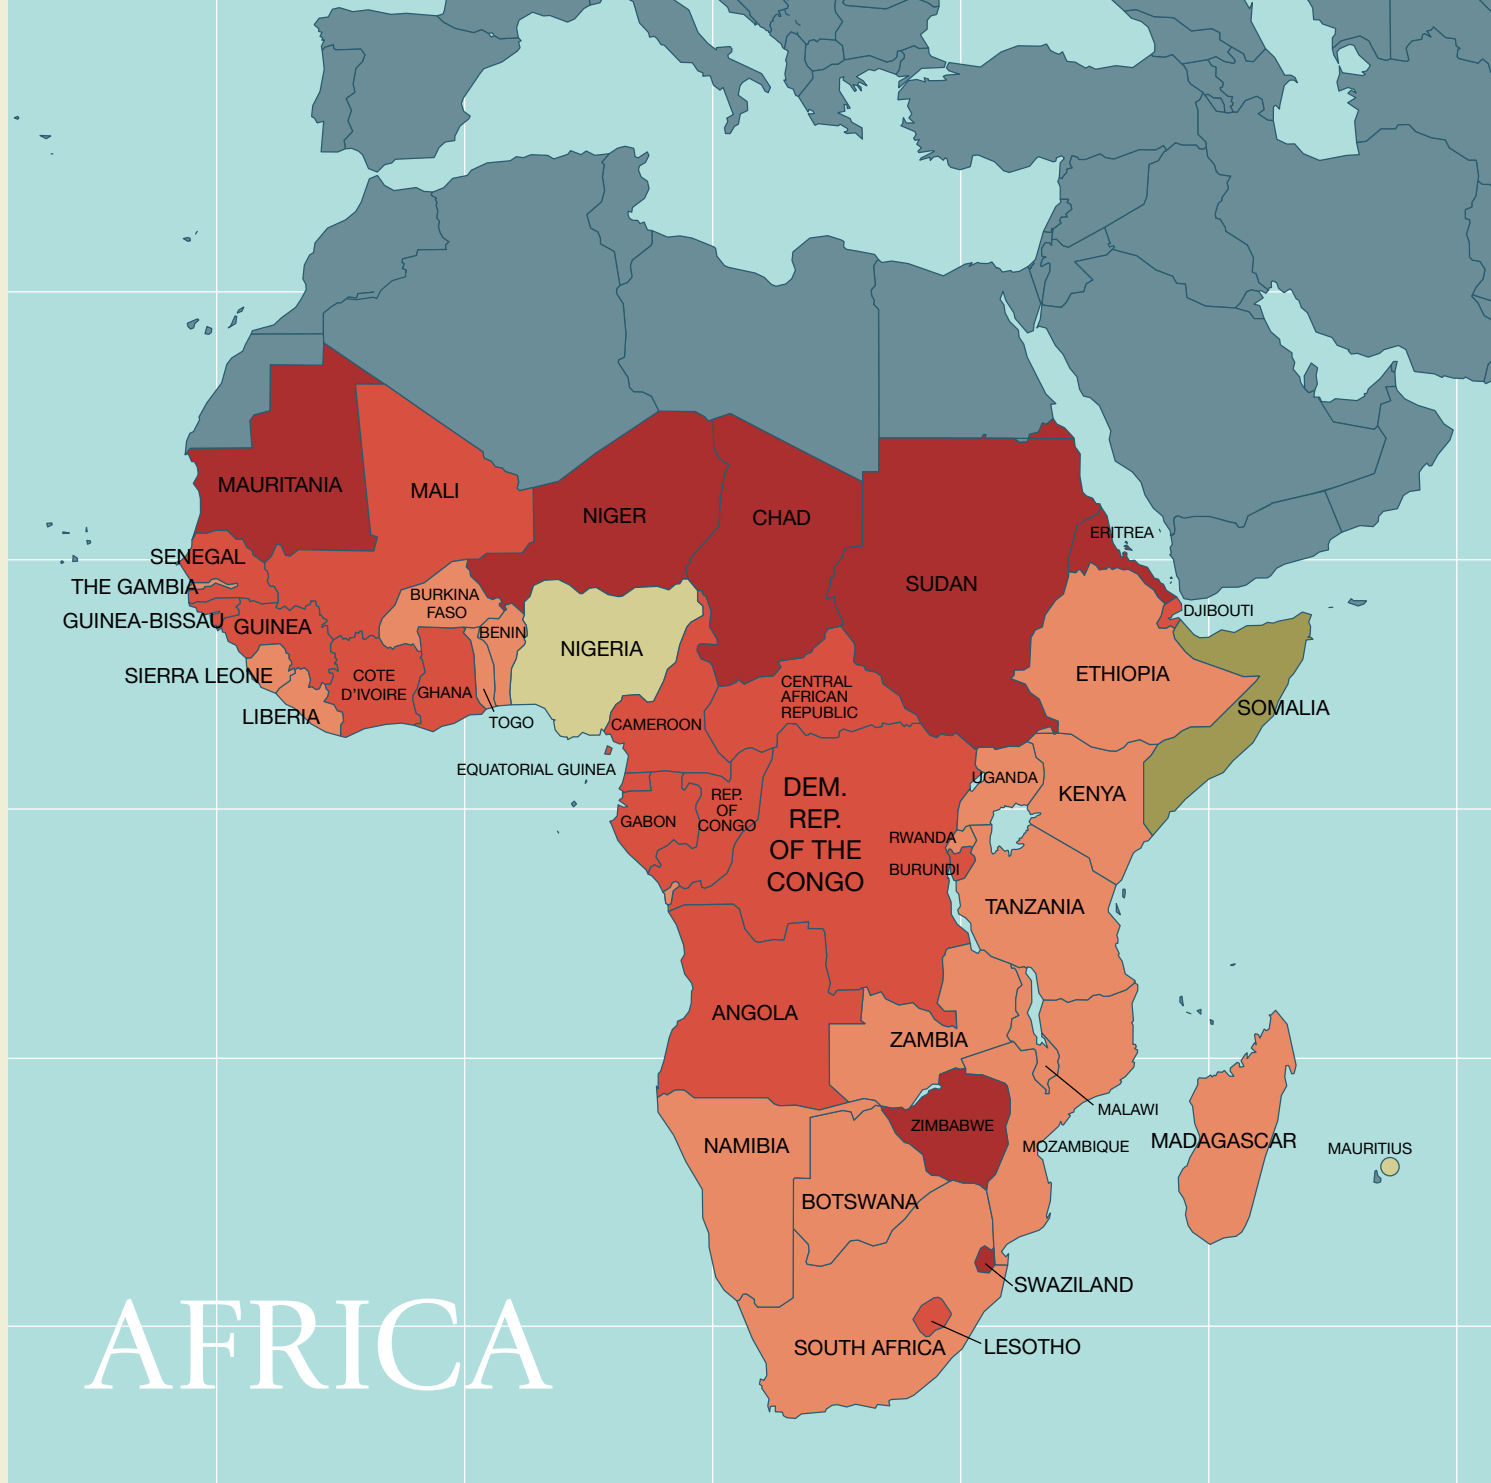 MAURITANIA
MALI
NIGER
CHAD
ERITREA
SENEGAL
SUDAN
THE GAMBIA
BURKINA
FASO
DJIBOUTI
GUINEA-BISSAU
GUINEA
BENIN
NIGERIA
SIERRA LEONE
COTE
D'IVOIRE
GHANA
CENTRAL
AFRICAN
REPUBLIC
ETHIOPIA
SOMALIA
LIBERIA
TOGO
CAMEROON
EQUATORIAL GUINEA
UGANDA
KENYA
DEM.
REP.
OF THE
CONGO
REP.
OF
CONGO
GABON
RWANDA
BURUNDI
TANZANIA
ANGOLA
ZAMBIA
MALAWI
ZIMBABWE
MOZAMBIQUE
MADAGASCAR
MAURITIUS
NAMIBIA
BOTSWANA
SWAZILAND
SOUTH AFRICA
LESOTHO
AFRICA